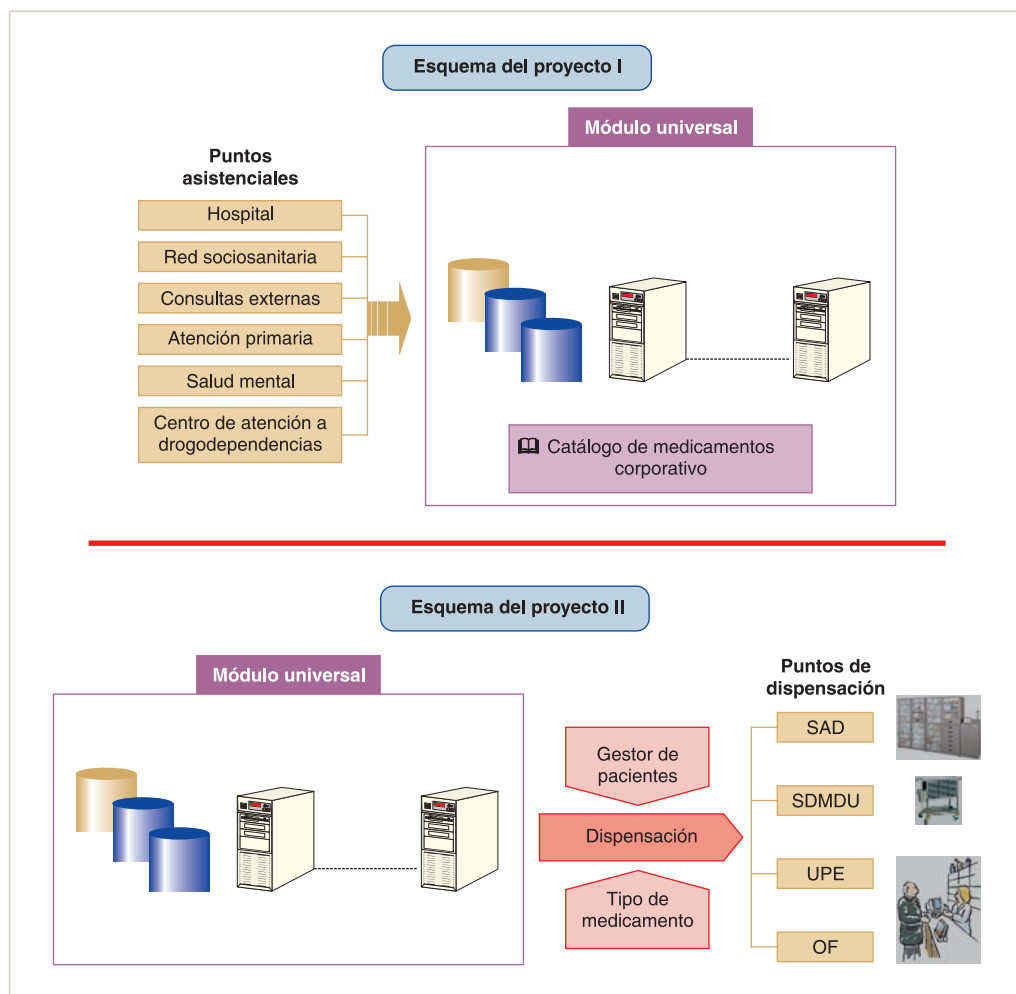 Esquema del proyecto I
Módulo universal
Puntos
asistenciales
Hospital
Red sociosanitaria
Consultas externas
Atención primaria
Salud mental
Centro de atención a
drogodependencias
Catálogo de medicamentos
corporativo
Esquema del proyecto II
Módulo universal
Gestor de
pacientes
Dispensación
Tipo de
medicamento
Puntos de
dispensación
SAD
SDMDU
UPE
OF